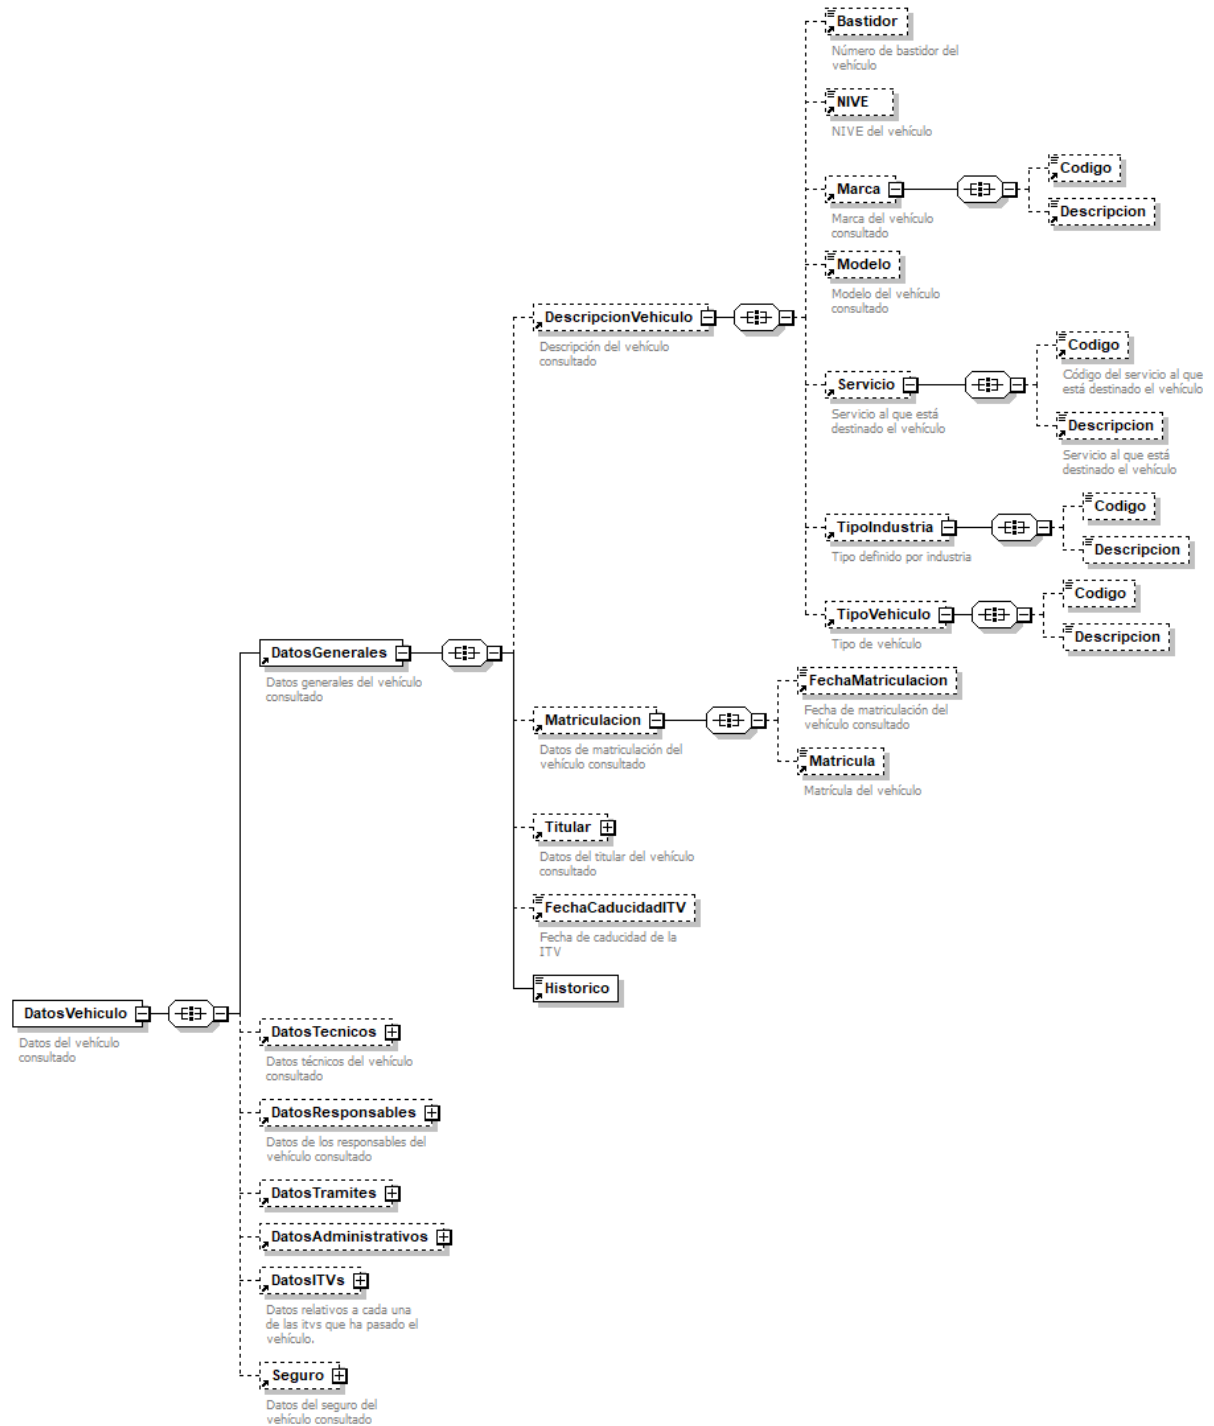 Bastidor
Número de bastidor del
vehículo
NIVE
NIVE del vehículo
Marca
Marca del vehículo
consultado
Codigo
Descripcion
Modelo
Modelo del vehículo
consultado
DescripcionVehiculo
Descripción del vehículo
consultado
Servicio
Servicio al que está
destinado el vehículo
Codigo
Código del servicio al que
está destinado el vehículo
Descripcion
Servicio al que está
destinado el vehículo
TipoIndustria
Tipo definido por industria
Codigo
Descripcion
TipoVehiculo
Tipo de vehículo
Codigo
Descripcion
DatosGenerales
Datos generales del vehículo
consultado
Matriculacion
Datos de matriculación del
vehículo consultado
FechaMatriculacion
Fecha de matriculación del
vehículo consultado
Matricula
Matrícula del vehículo
Titular
Datos del titular del vehículo
consultado
FechaCaducidadITV
Fecha de caducidad de la
ITV
Historico
DatosVehiculo
Datos del vehículo
consultado
DatosTecnicos
Datos técnicos del vehículo
consultado
DatosResponsables
Datos de los responsables del
vehículo consultado
DatosTramites
DatosAdministrativos
DatosITVs
Datos relativos a cada una
de las itvs que ha pasado el
vehículo.
Seguro
Datos del seguro del
vehículo consultado